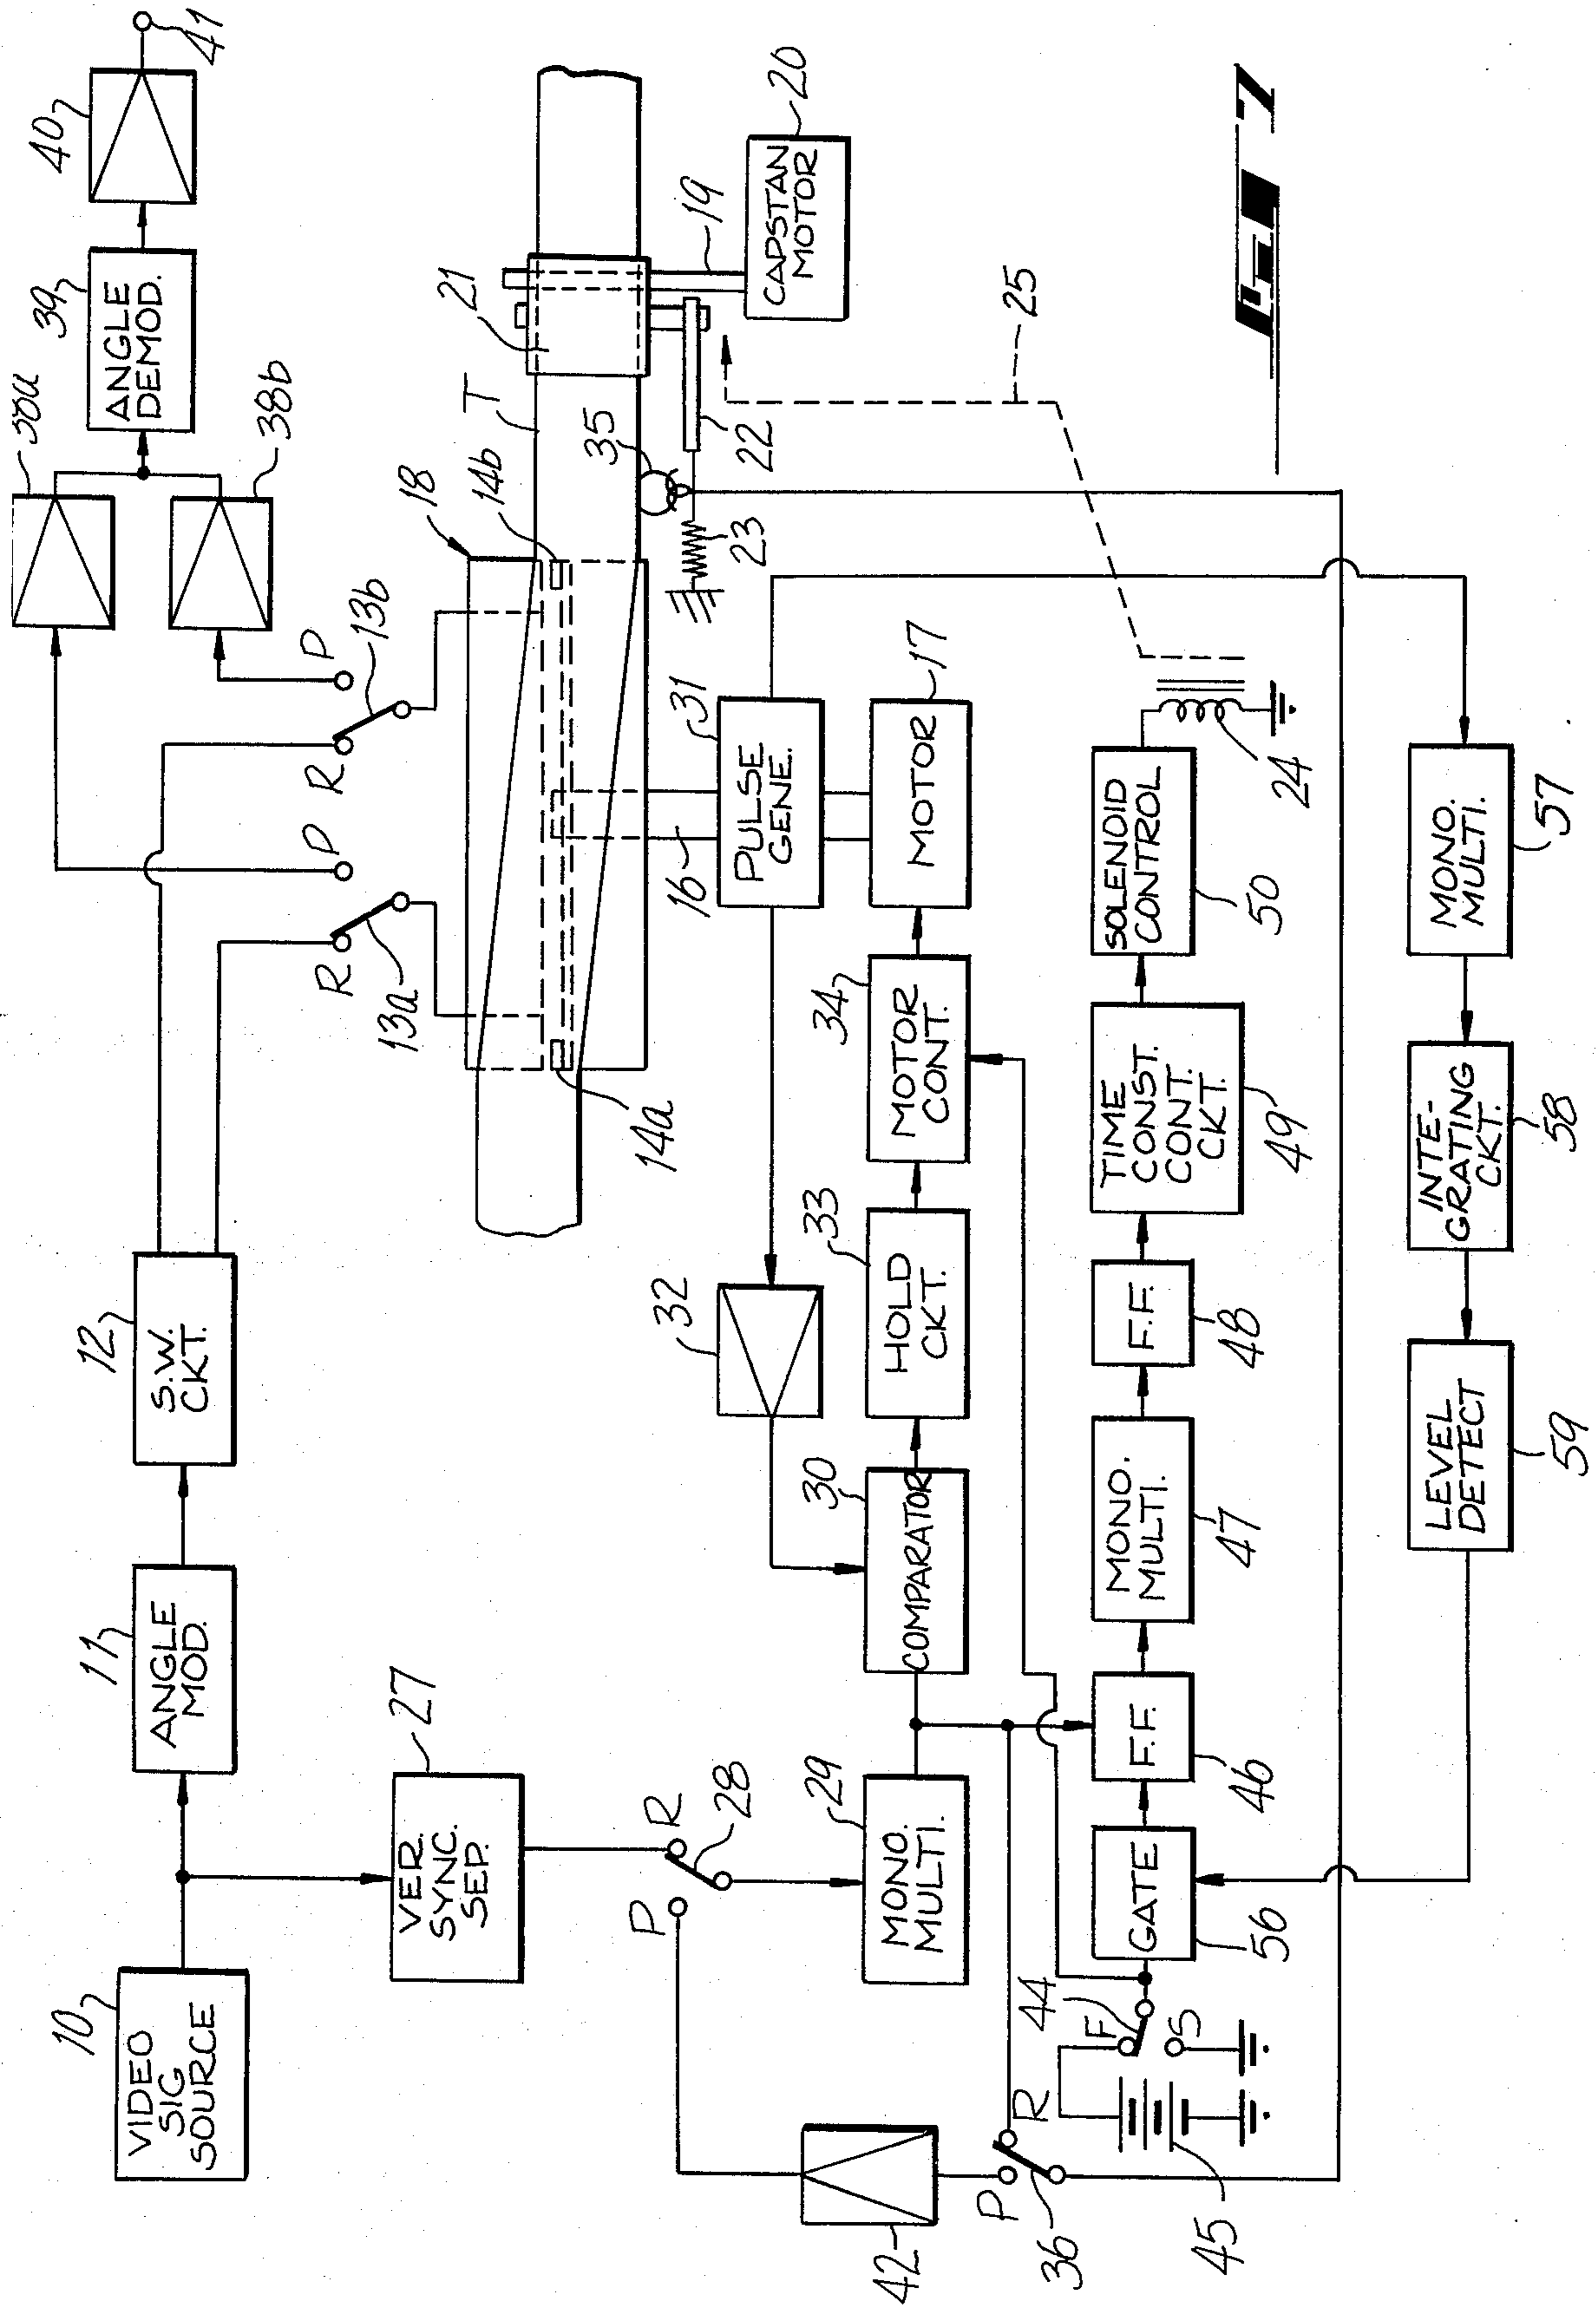 10
VIDEO
SIG
SOURCE
11
ANGLE
MOD.
12
S.W.
CKT.
38b
39
ANGLE
DEMOD.
40
41
27
VER.
SYNC.
SEP.
R
13a
P
R
13b
P
18
14a
14b
T
21
35
22
23
19
CAPSTAN
MOTOR
20
25
P
R
28
32
16
31
PULSE
GENE.
29
MONO.
MULTI.
30
COMPARATOR
33
HOLD
CKT.
34
MOTOR
CONT.
17
MOTOR
42
P
R
36
45
F
S
44
GATE
56
F.F.
46
MONO.
MULTI.
47
F.F.
48
TIME
CONST.
CONT.
CKT.
49
SOLENOID
CONTROL
50
24
LEVEL
DETECT
59
INTE-
GRATING
CKT.
58
MONO.
MULTI.
57